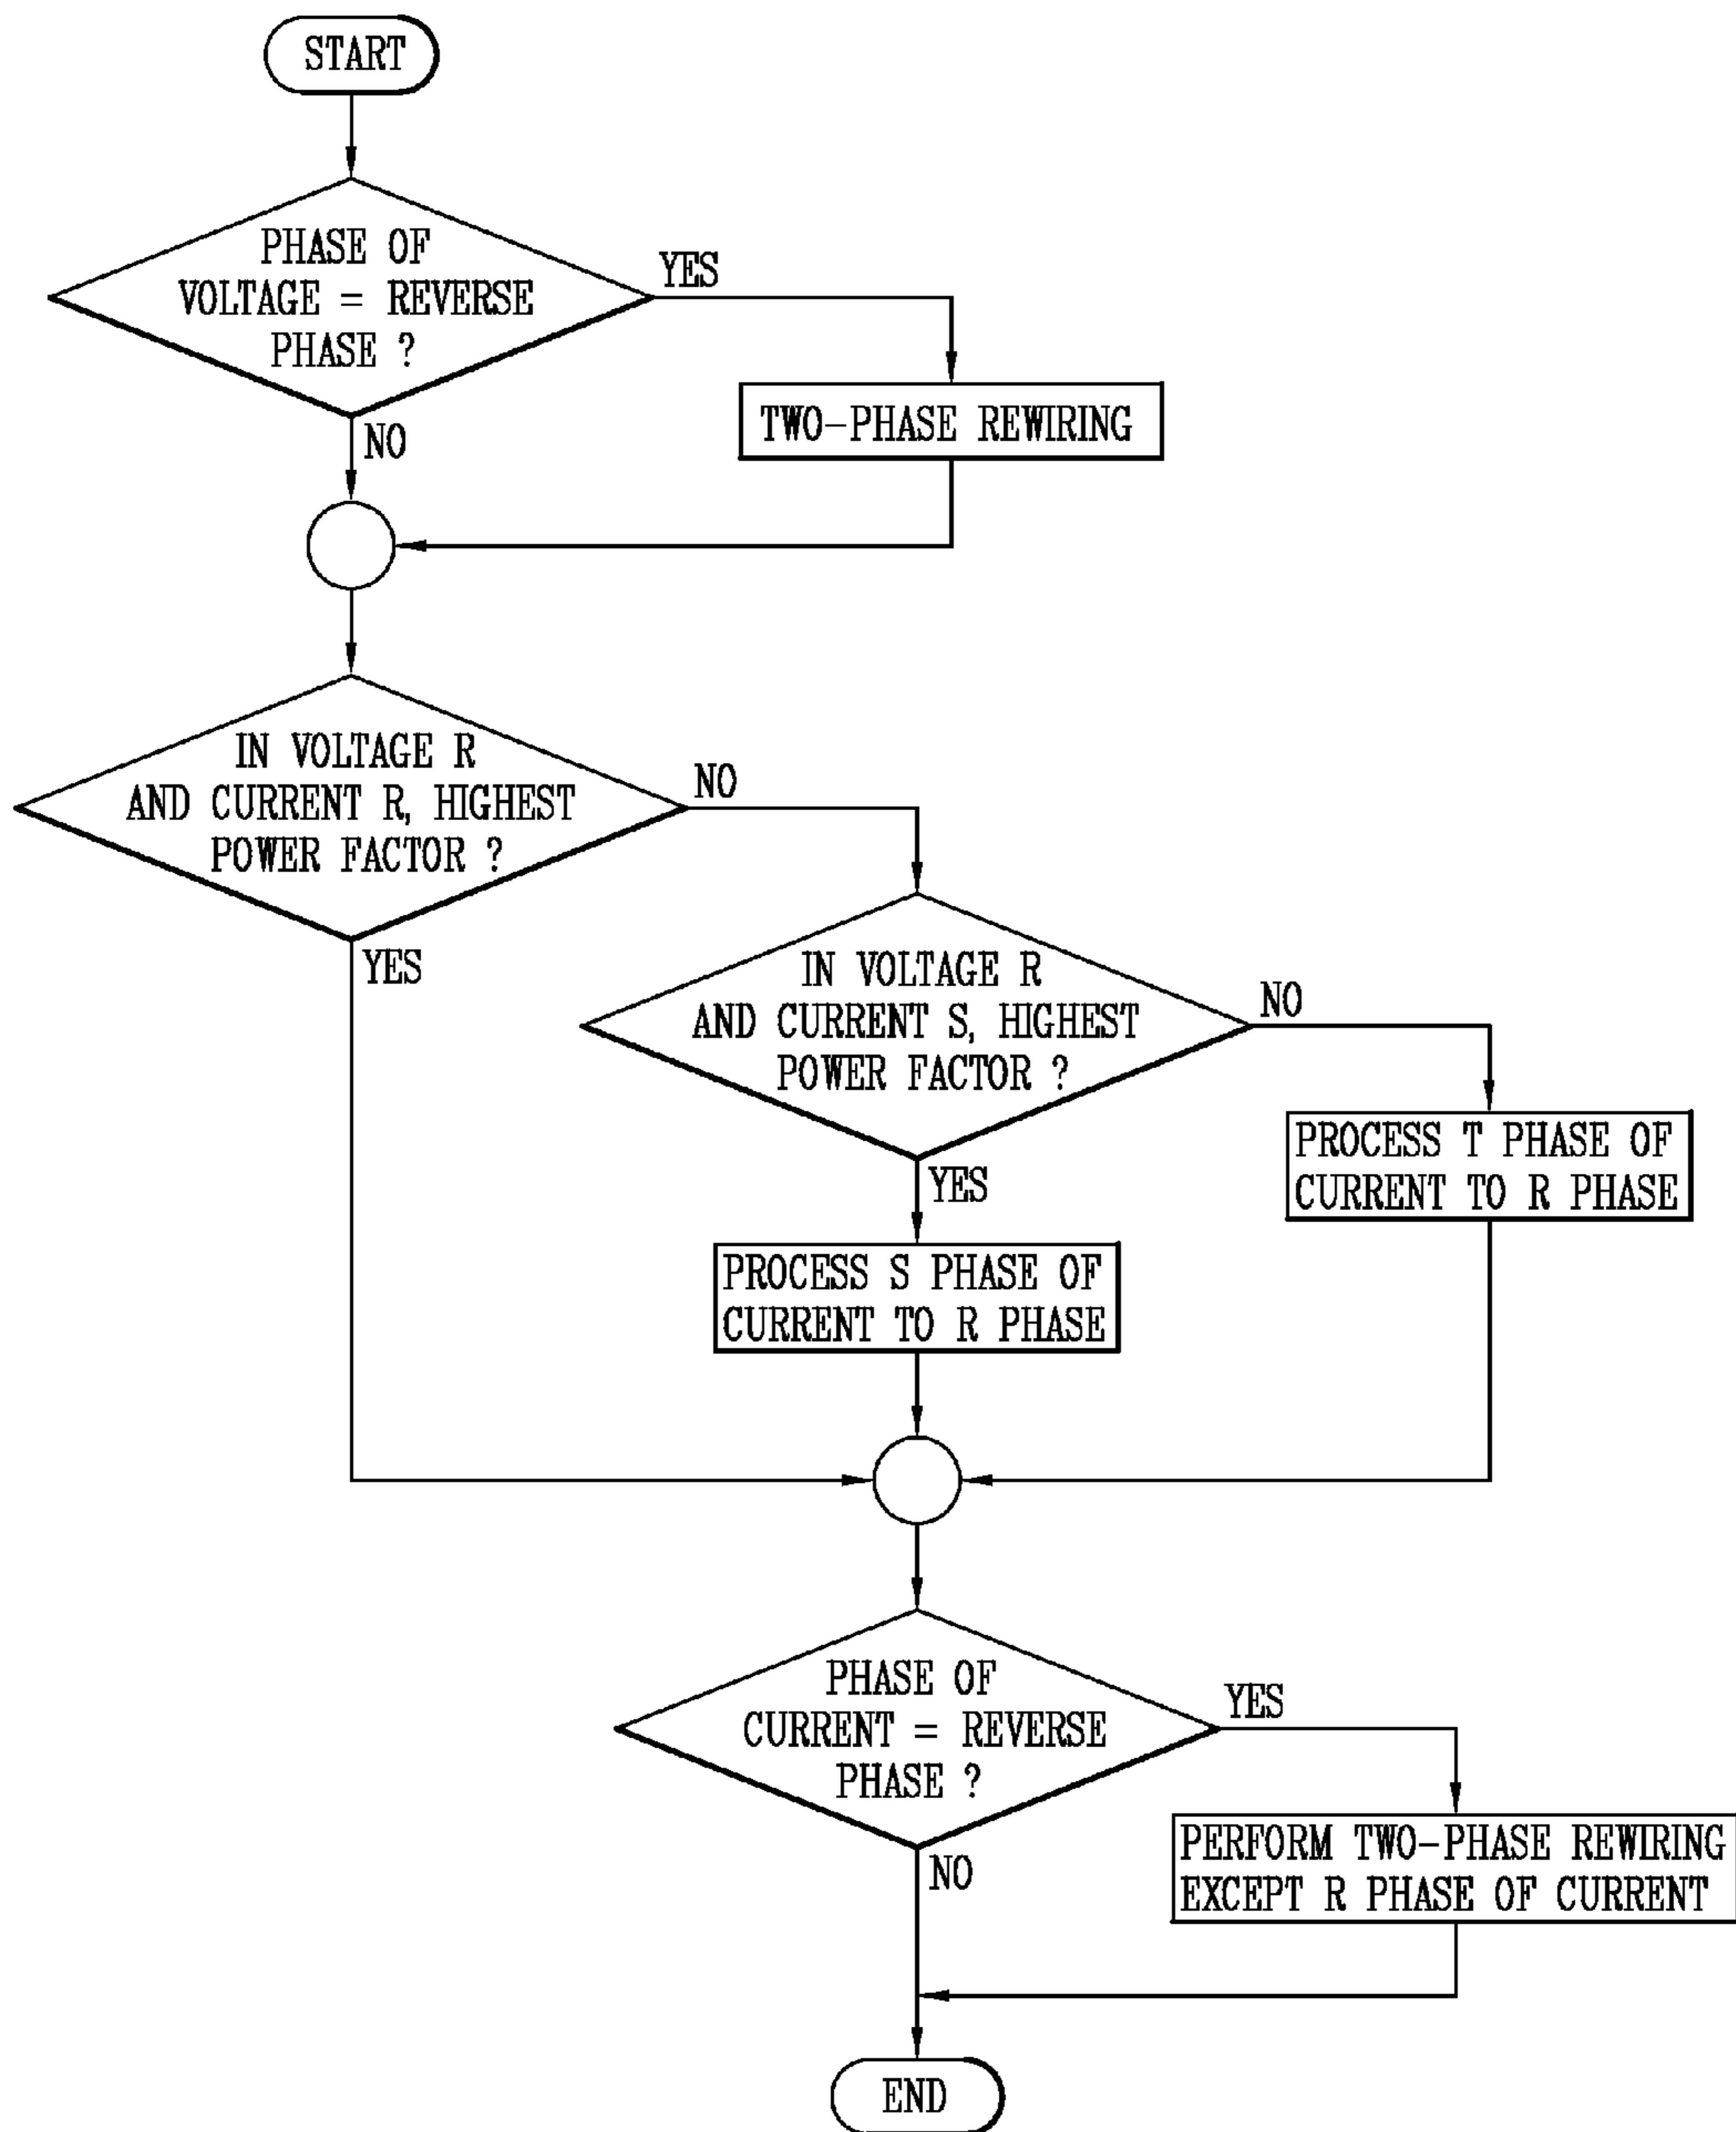 START
PHASE OF
VOLTAGE = REVERSE
PHASE ?
YES
TWO-PHASE REWIRING
NO
IN VOLTAGE R
AND CURRENT R, HIGHEST
POWER FACTOR ?
NO
YES
IN VOLTAGE R
AND CURRENT S, HIGHEST
POWER FACTOR ?
NO
PROCESS T PHASE OF
CURRENT TO R PHASE
YES
PROCESS S PHASE OF
CURRENT TO R PHASE
PHASE OF
CURRENT = REVERSE
PHASE ?
YES
PERFORM TWO-PHASE REWIRING
EXCEPT R PHASE OF CURRENT
NO
END